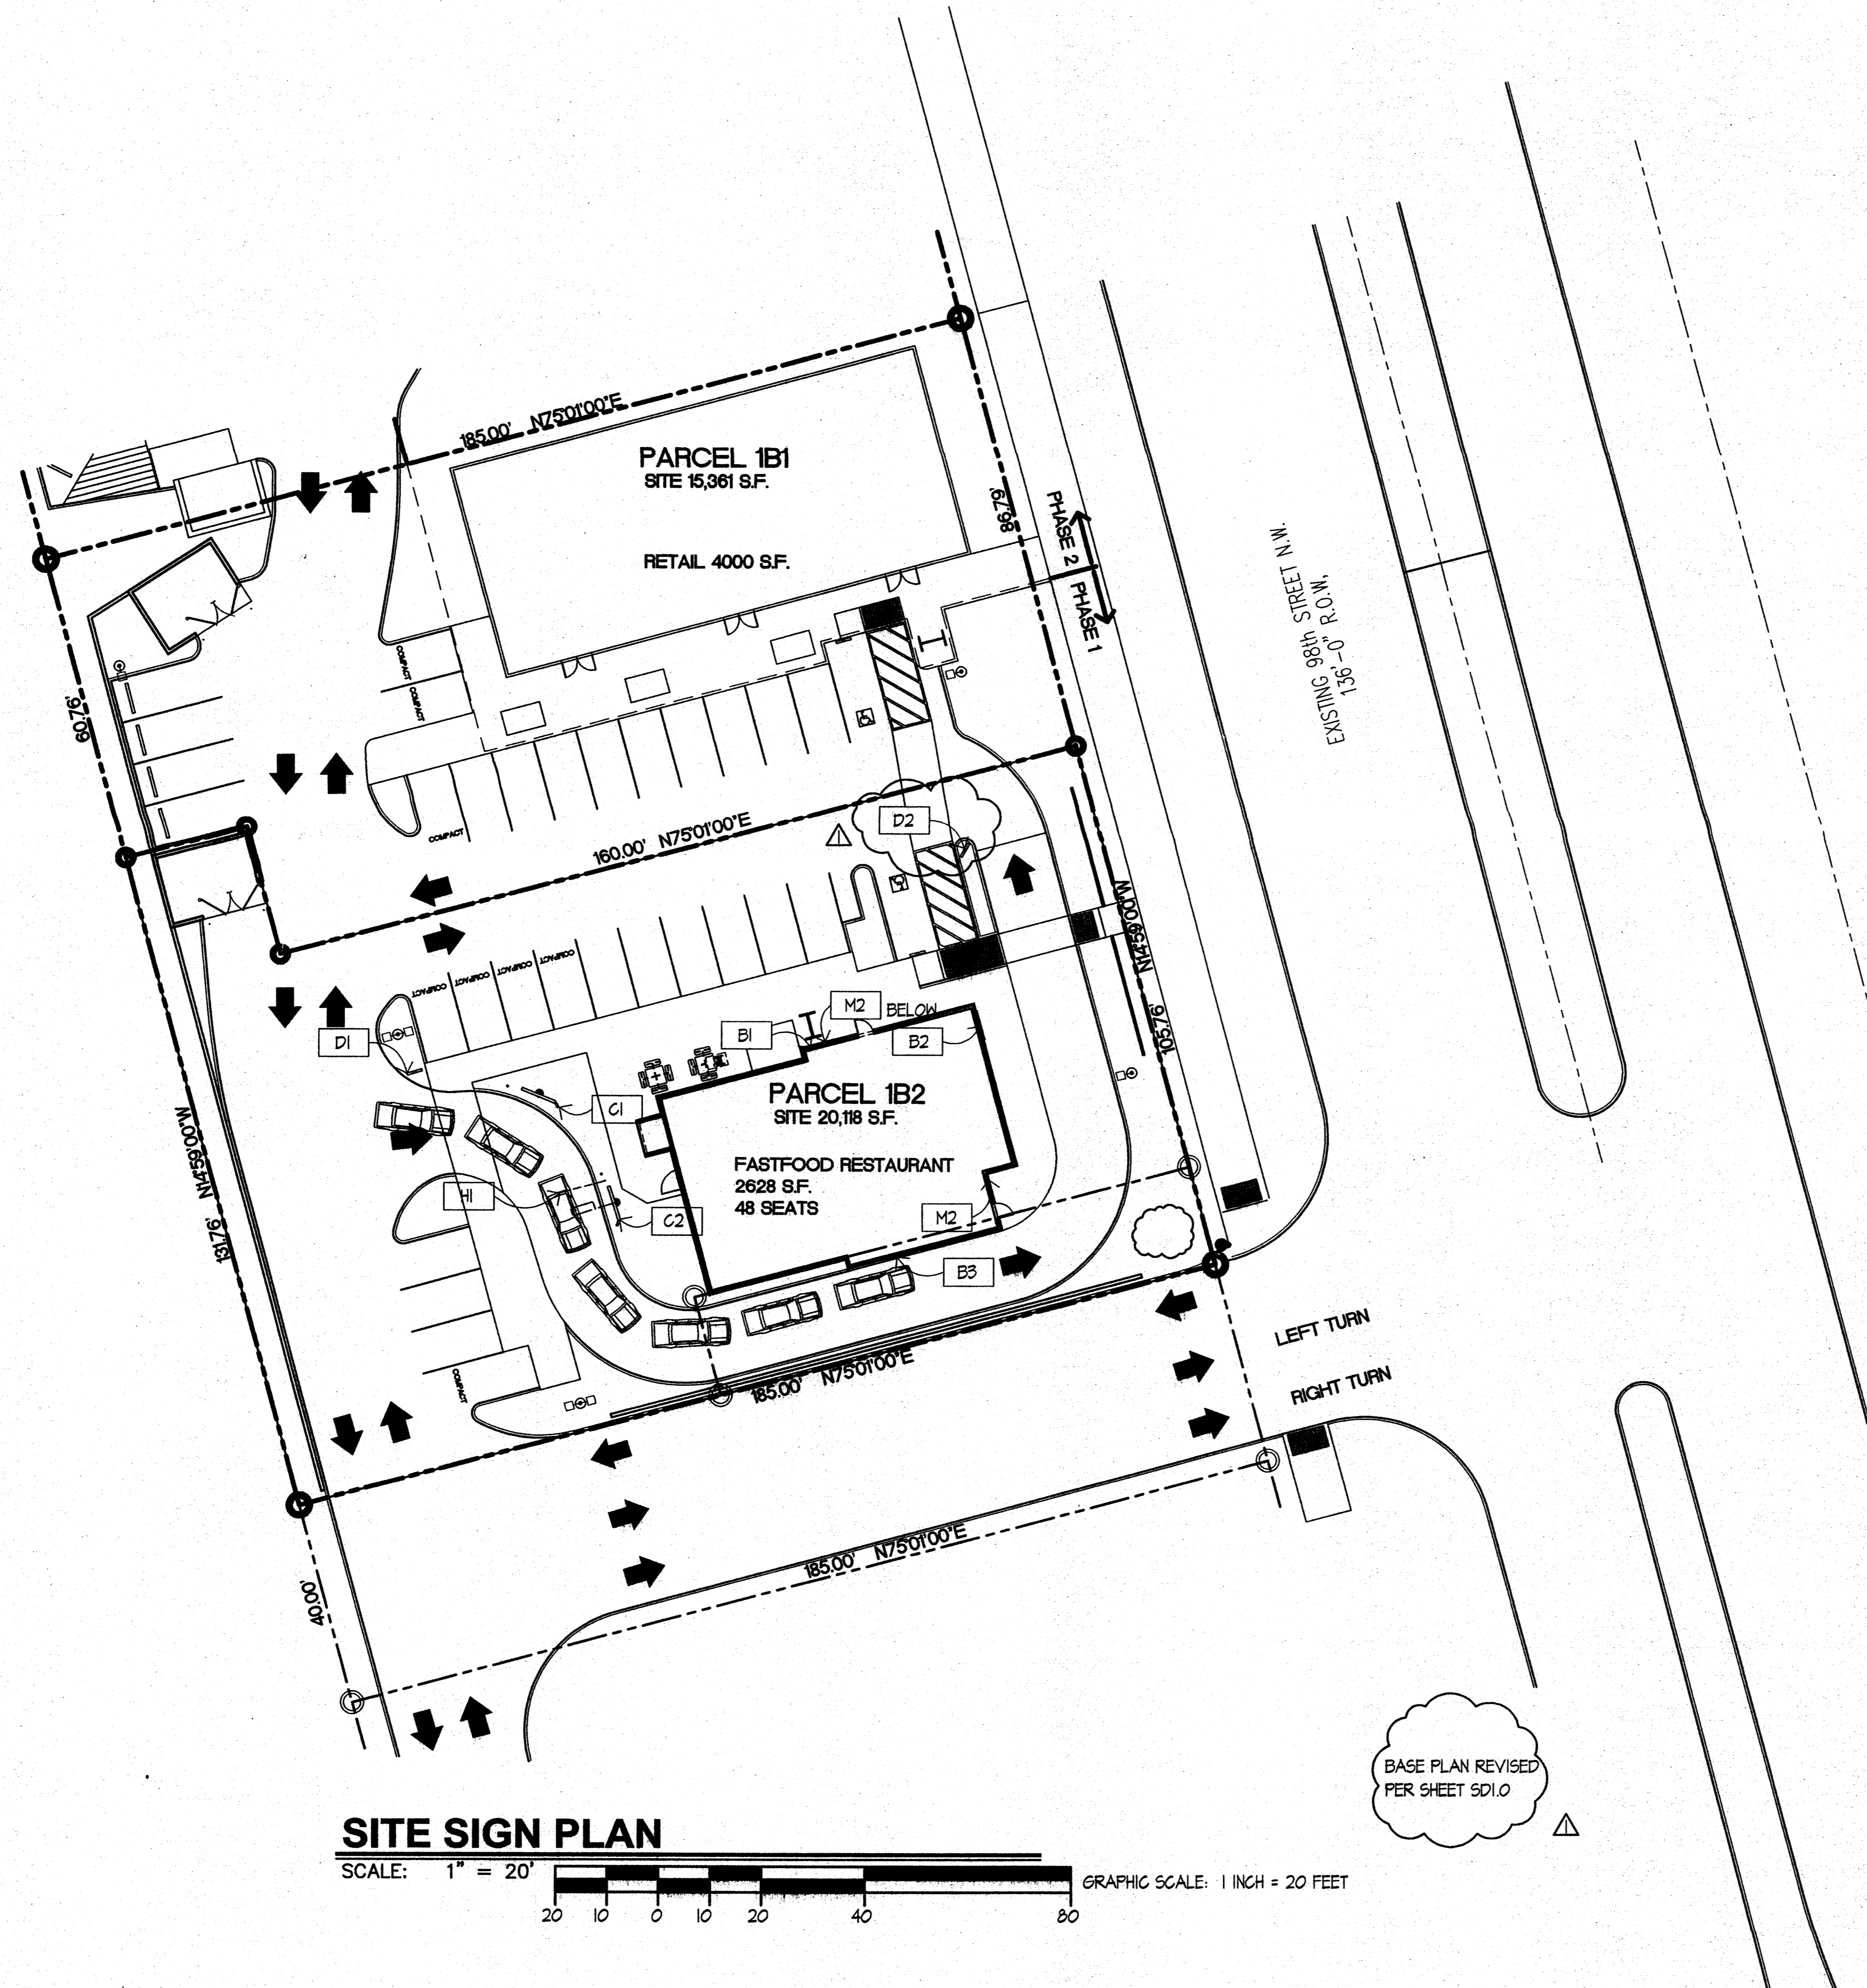 185.00' N75°01'00"E
PARCEL 1B1
SITE 15,361 S.F.
RETAIL 4000 S.F.
86.79'
PHASE 2
PHASE 1
EXISTING 98th STREET N.W.
136'-0" R.O.W,
60.76'
COMPACT
COMPACT
COMPACT
D2
160.00' N75°01'00"E
COMPACT
COMPACT
COMPACT
COMPACT
N14°59'00"W
105.76'
D1
B1
M2
BELOW
B2
C1
PARCEL 1B2
SITE 20,118 S.F.
FASTFOOD RESTAURANT
2628 S.F.
48 SEATS
H1
C2
M2
B3
N14°59'00"W
131.76'
COMPACT
185.00' N75°01'00"E
LEFT TURN
RIGHT TURN
185.00' N75°01'00"E
40.00'
BASE PLAN REVISED
PER SHEET SD1.0
1
1
SITE SIGN PLAN
SCALE: 1" = 20'
GRAPHIC SCALE: 1 INCH = 20 FEET
20 10 0 10 20 40 80